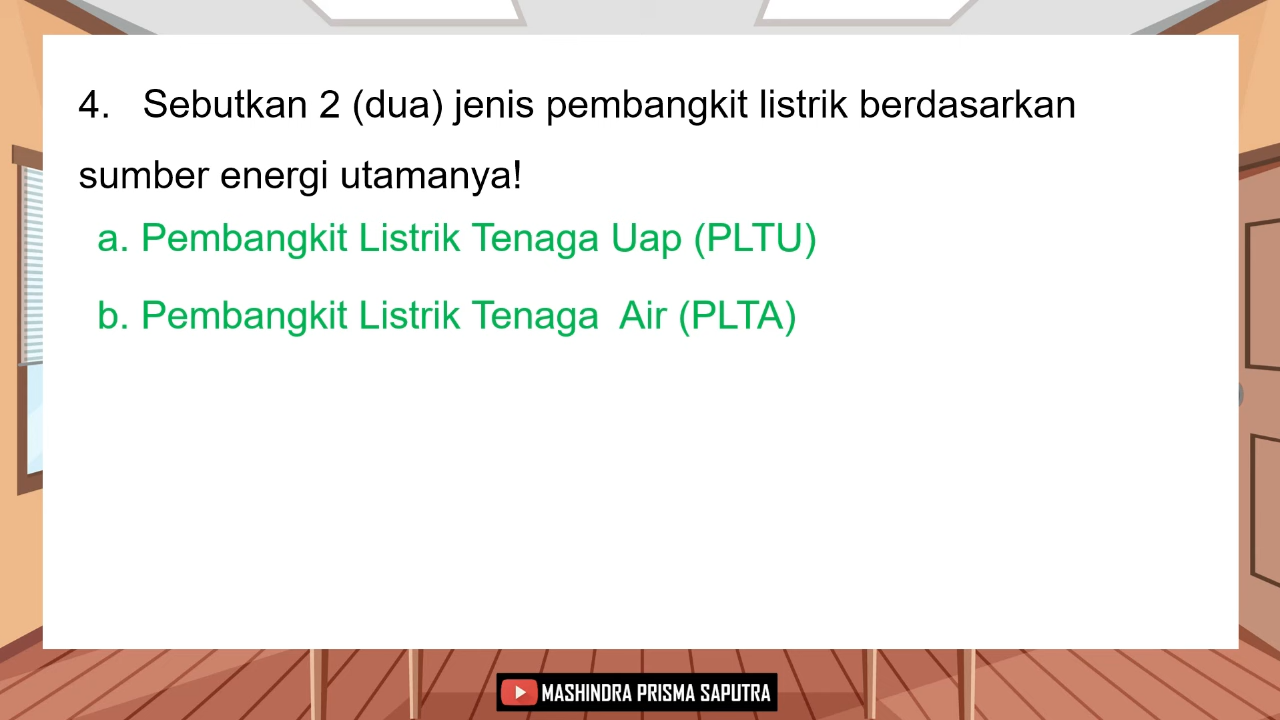 4. Sebutkan 2 (dua) jenis pembangkit listrik berdasarkan
sumber energi utamanya!
a. Pembangkit Listrik Tenaga Uap (PLTU)
b. Pembangkit Listrik Tenaga Air (PLTA)
MASHINDRA PRISMA SAPUTRA